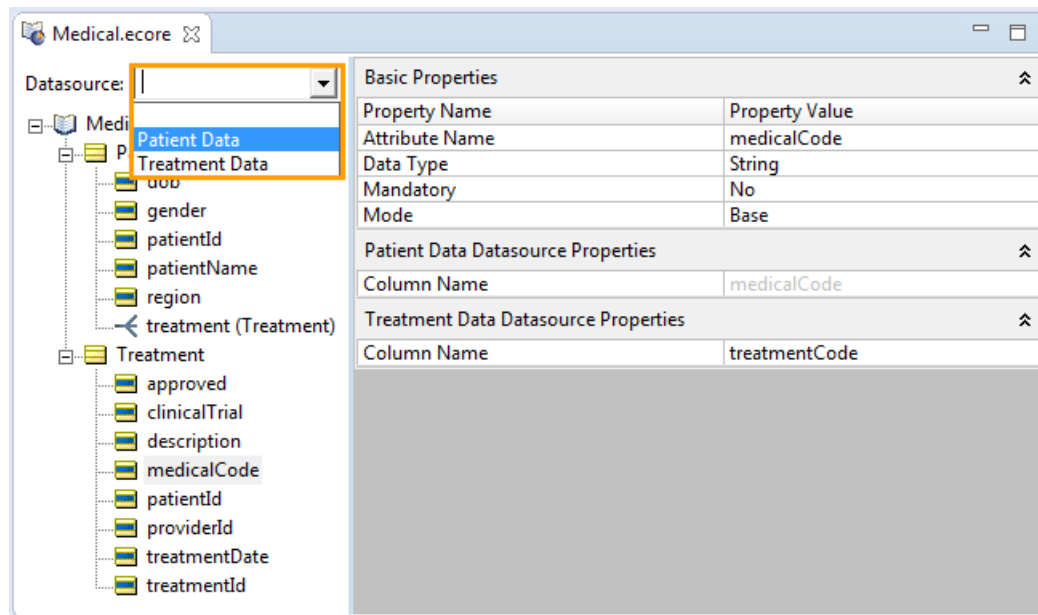 Medical.ecore
Datasource:
Patient Data
Treatment Data
Medi
P
dob
gender
patientId
patientName
region
treatment (Treatment)
Treatment
approved
clinicalTrial
description
medicalCode
patientId
providerId
treatmentDate
treatmentId
Basic Properties
Property Name Property Value
Attribute Name medicalCode
Data Type String
Mandatory No
Mode Base
Patient Data Datasource Properties
Column Name medicalCode
Treatment Data Datasource Properties
Column Name treatmentCode